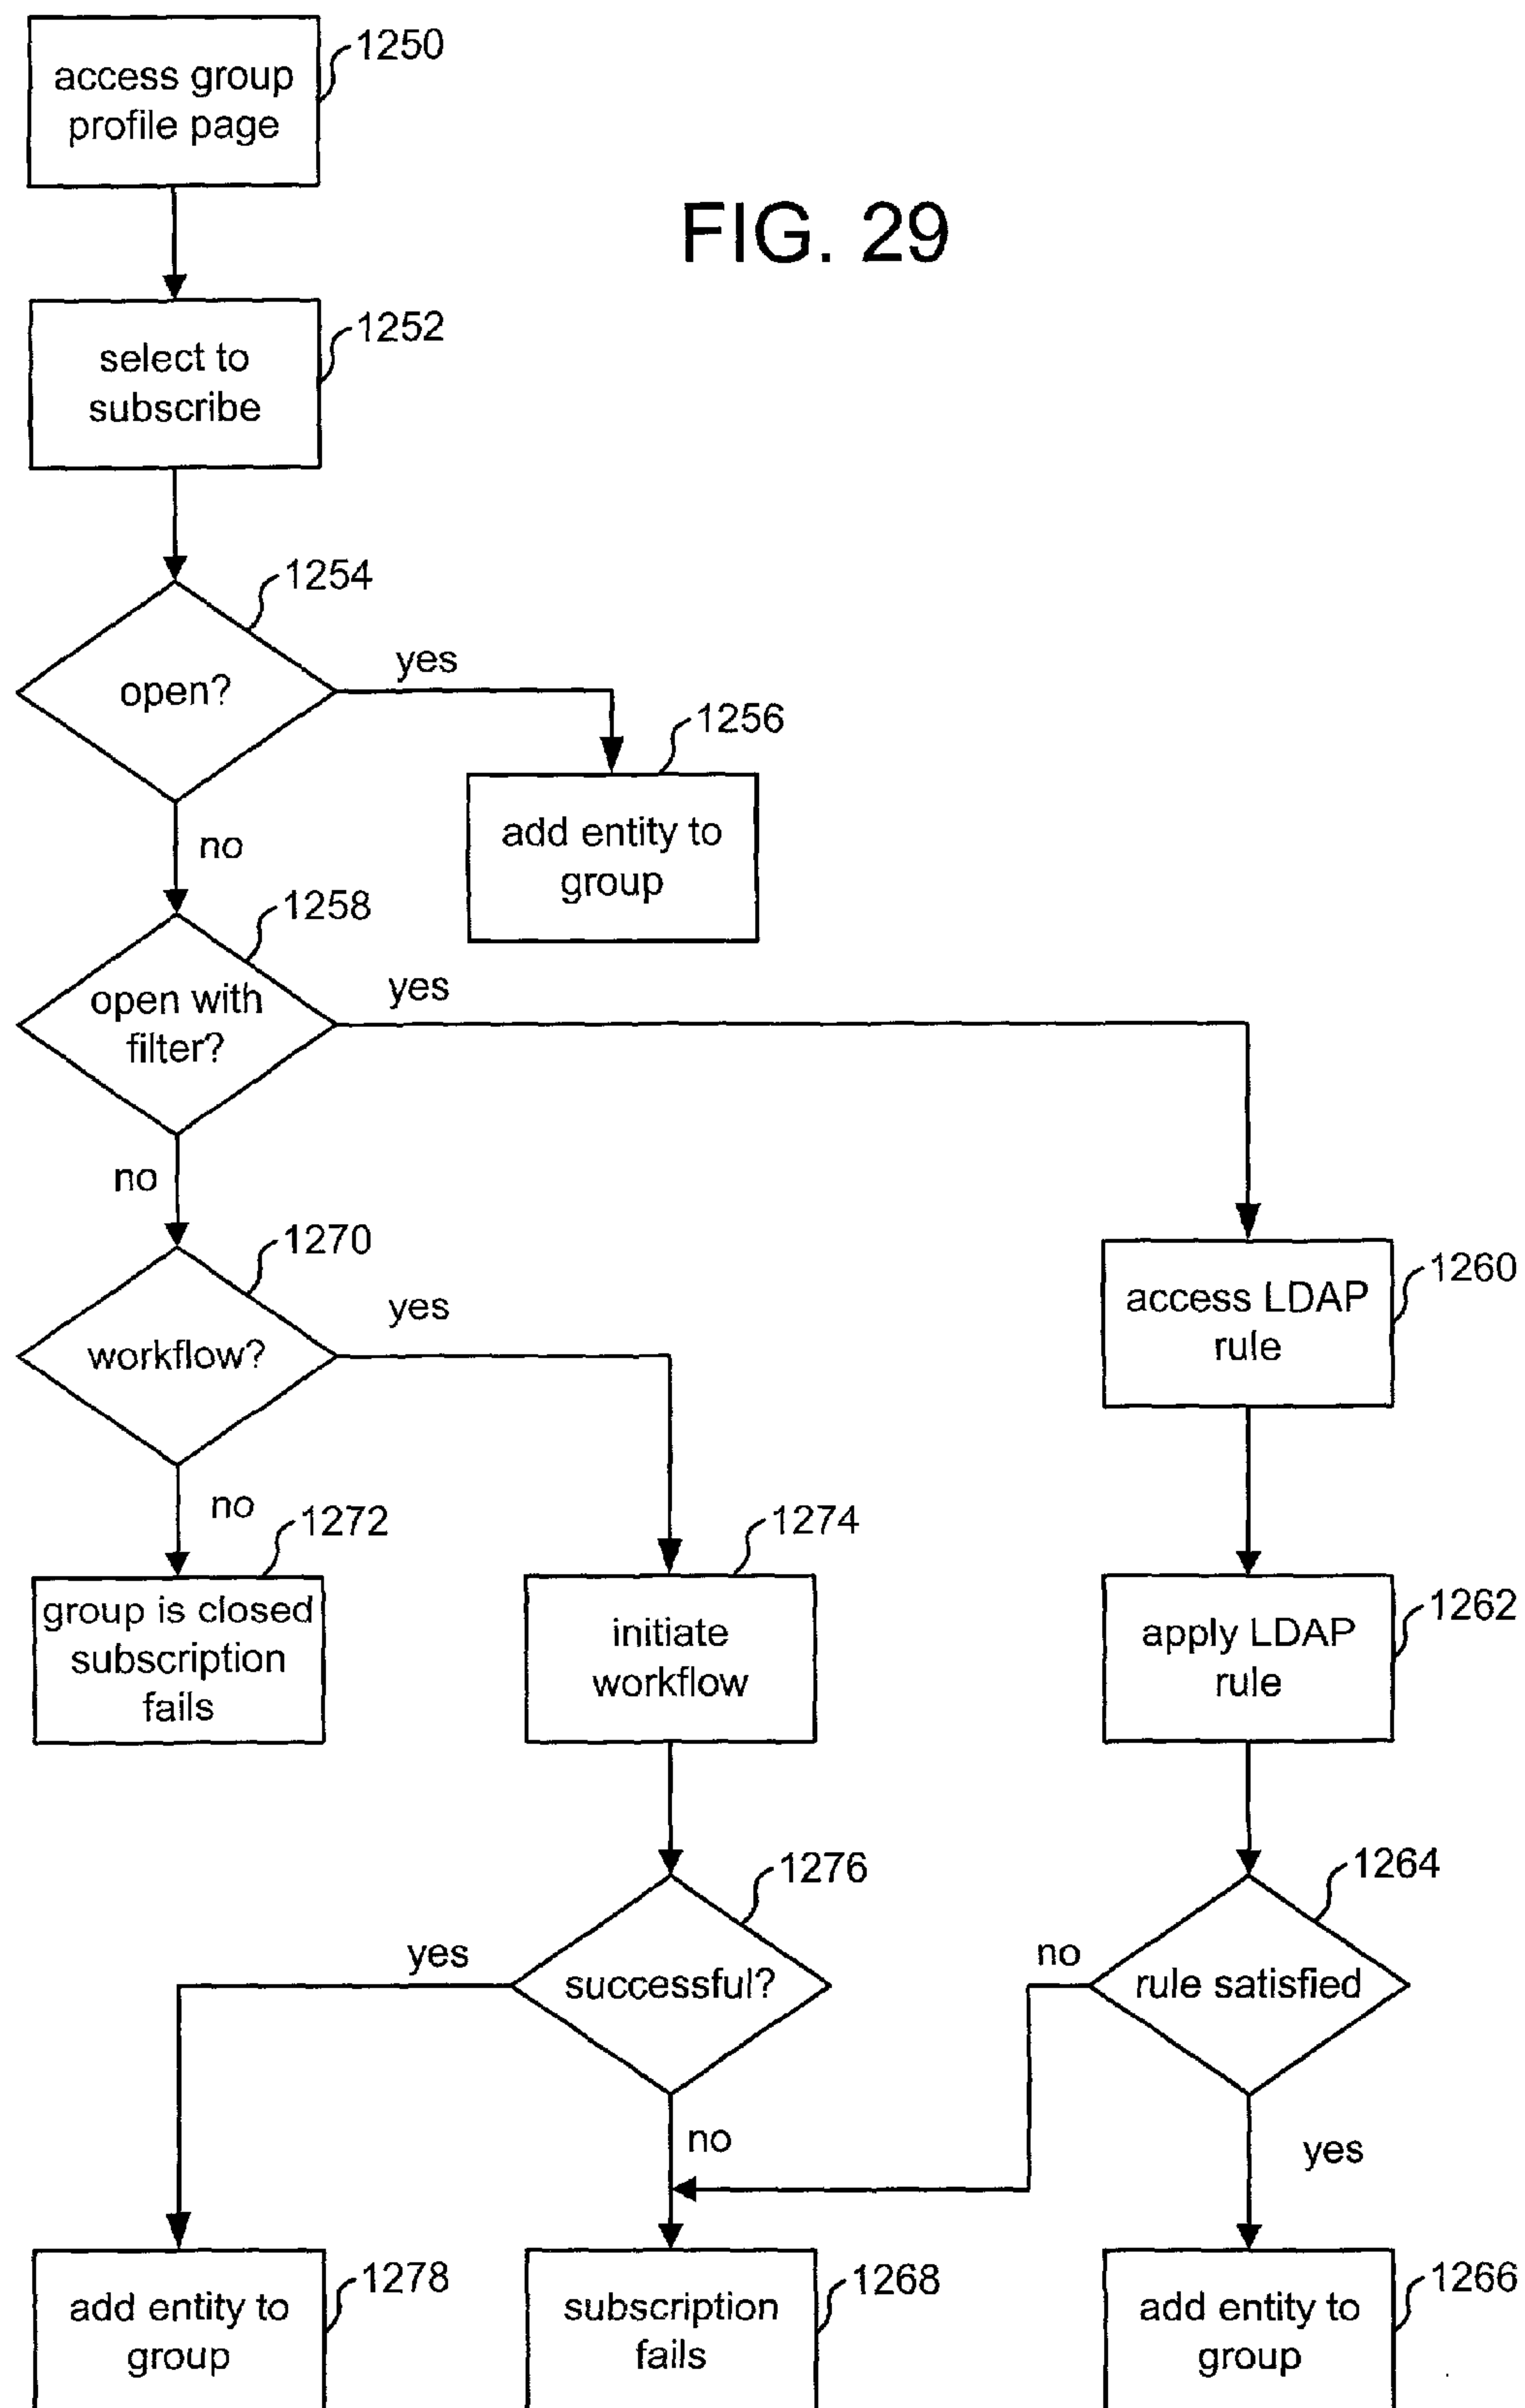 1250
access group
profile page
FIG. 29
1252
select to
subscribe
1254
open?
yes
1256
add entity to
group
no
1258
open with
filter?
yes
no
1270
workflow?
yes
1260
access LDAP
rule
no
1272
group is closed
subscription
fails
1274
initiate
workflow
1262
apply LDAP
rule
1276
successful?
yes
no
1264
rule satisfied
no
yes
1278
add entity to
group
1268
subscription
fails
1266
add entity to
group